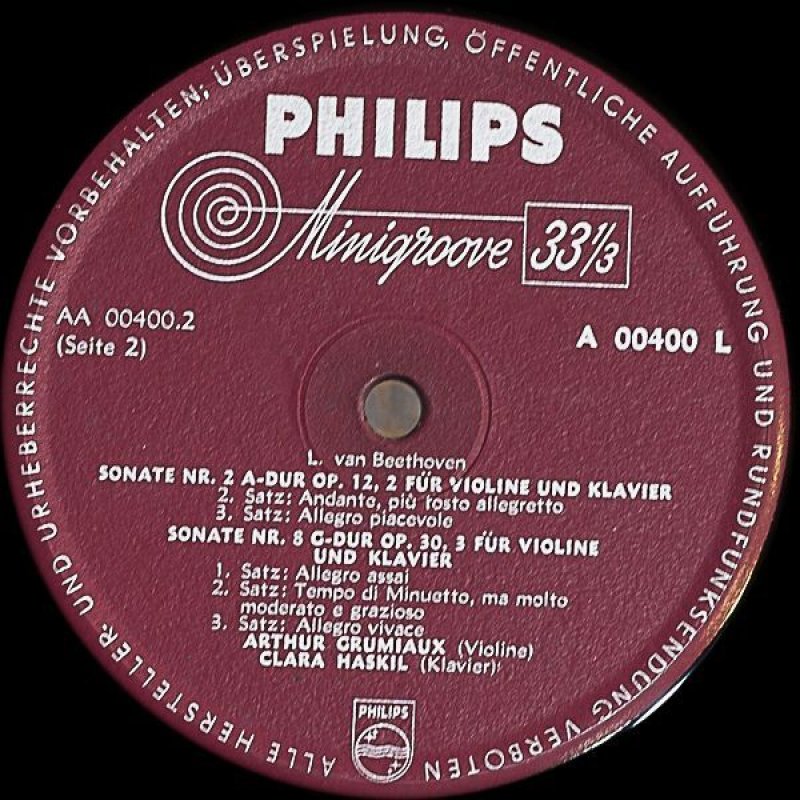 ALLE HERSTELLER- UND URHEBERRECHTE VORBEHALTEN; ÜBERSPIELUNG, ÖFFENTLICHE AUFFÜHRUNG UND RUNDFUNKSENDUNG VERBOTEN
PHILIPS
Minigroove 33⅓
AA 00400.2
(Seite 2)
A 00400 L
L. van Beethoven
SONATE NR. 2 A-DUR OP. 12, 2 FÜR VIOLINE UND KLAVIER
2. Satz: Andante, più tosto allegretto
3. Satz: Allegro piacevole
SONATE NR. 8 G-DUR OP. 30, 3 FÜR VIOLINE
UND KLAVIER
1. Satz: Allegro assai
2. Satz: Tempo di Minuetto, ma molto
moderato e grazioso
3. Satz: Allegro vivace
ARTHUR GRUMIAUX (Violine)
CLARA HASKIL (Klavier)
PHILIPS